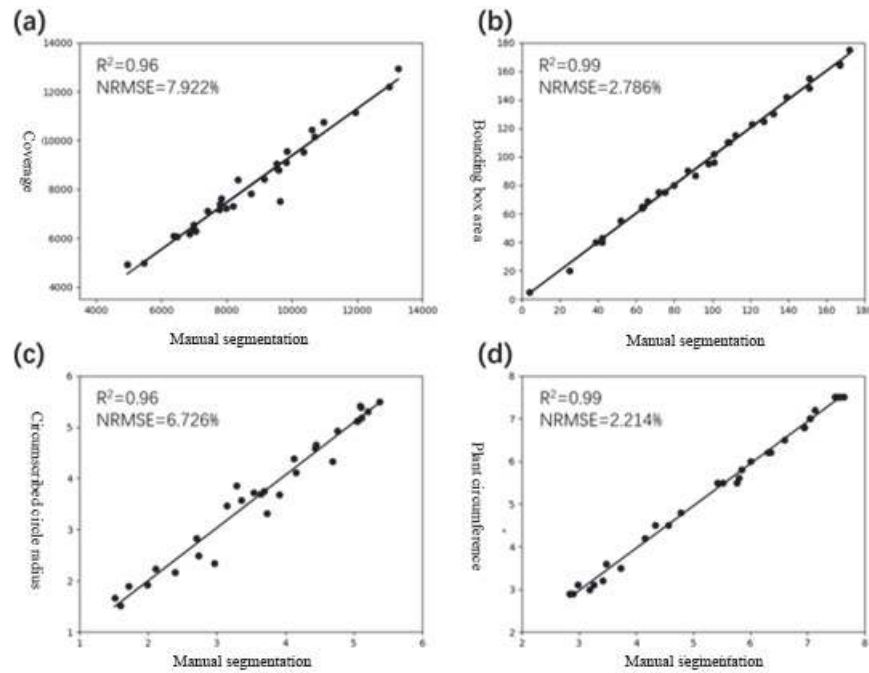 (a)
R²=0.96
NRMSE=7.922%
14000
12000
10000
8000
6000
4000
Coverage
4000 6000 8000 10000 12000 14000
Manual segmentation
(b)
R²=0.99
NRMSE=2.786%
180
160
140
120
100
80
60
40
20
0
Bounding box area
0 20 40 60 80 100 120 140 160 180
Manual segmentation
(c)
R²=0.96
NRMSE=6.726%
6
5
4
3
2
1
Circumscribed circle radius
1 2 3 4 5 6
Manual segmentation
(d)
R²=0.99
NRMSE=2.214%
8
7
6
5
4
3
2
Plant circumference
2 3 4 5 6 7 8
Manual segmentation